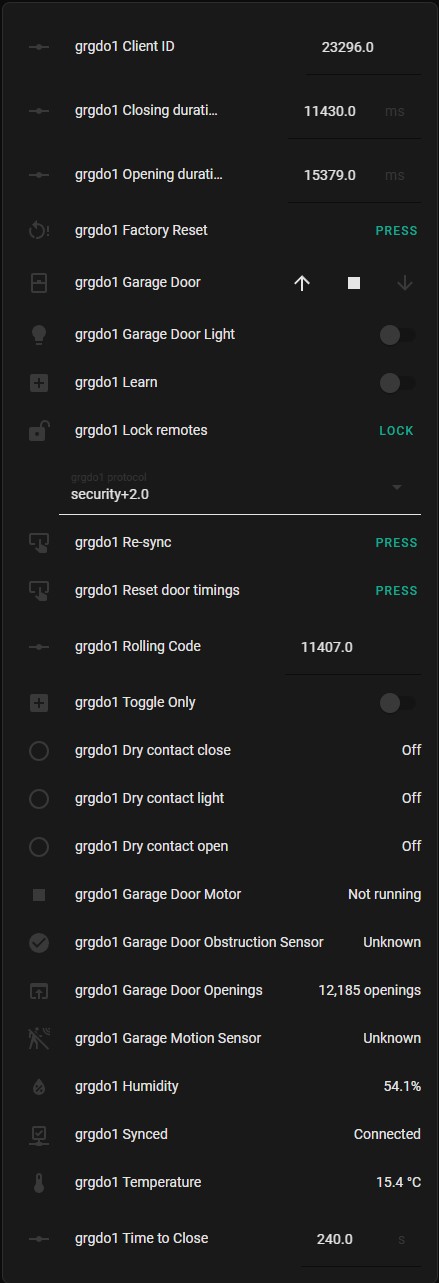 grgdo1 Client ID 23296.0
grgdo1 Closing durati... 11430.0 ms
grgdo1 Opening durati... 15379.0 ms
grgdo1 Factory Reset PRESS
grgdo1 Garage Door
grgdo1 Garage Door Light
grgdo1 Learn
grgdo1 Lock remotes LOCK
grgdo1 protocol
security+2.0
grgdo1 Re-sync PRESS
grgdo1 Reset door timings PRESS
grgdo1 Rolling Code 11407.0
grgdo1 Toggle Only
grgdo1 Dry contact close Off
grgdo1 Dry contact light Off
grgdo1 Dry contact open Off
grgdo1 Garage Door Motor Not running
grgdo1 Garage Door Obstruction Sensor Unknown
grgdo1 Garage Door Openings 12,185 openings
grgdo1 Garage Motion Sensor Unknown
grgdo1 Humidity 54.1%
grgdo1 Synced Connected
grgdo1 Temperature 15.4 °C
grgdo1 Time to Close 240.0 s